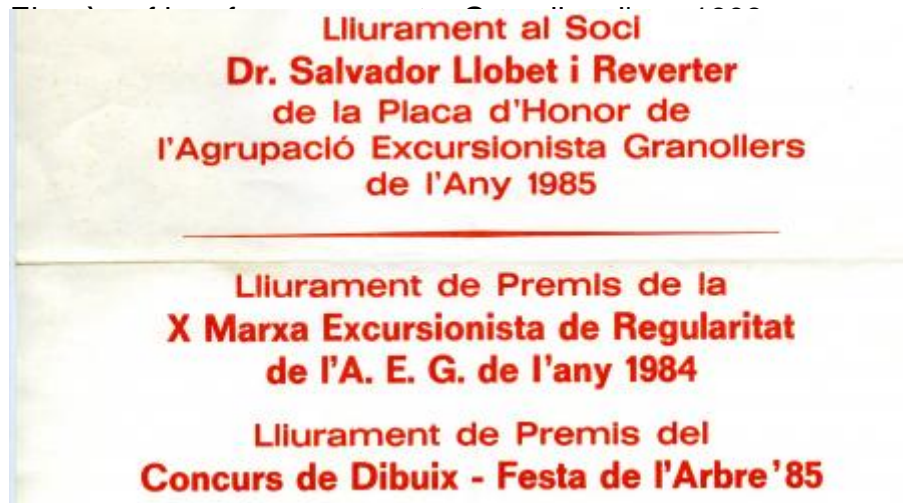 Lliurament al Soci
Dr. Salvador Llobet i Reverter
de la Placa d'Honor de
l'Agrupació Excursionista Granollers
de l'Any 1985
Lliurament de Premis de la
X Marxa Excursionista de Regularitat
de l'A. E. G. de l'any 1984
Lliurament de Premis del
Concurs de Dibuix - Festa de l'Arbre '85